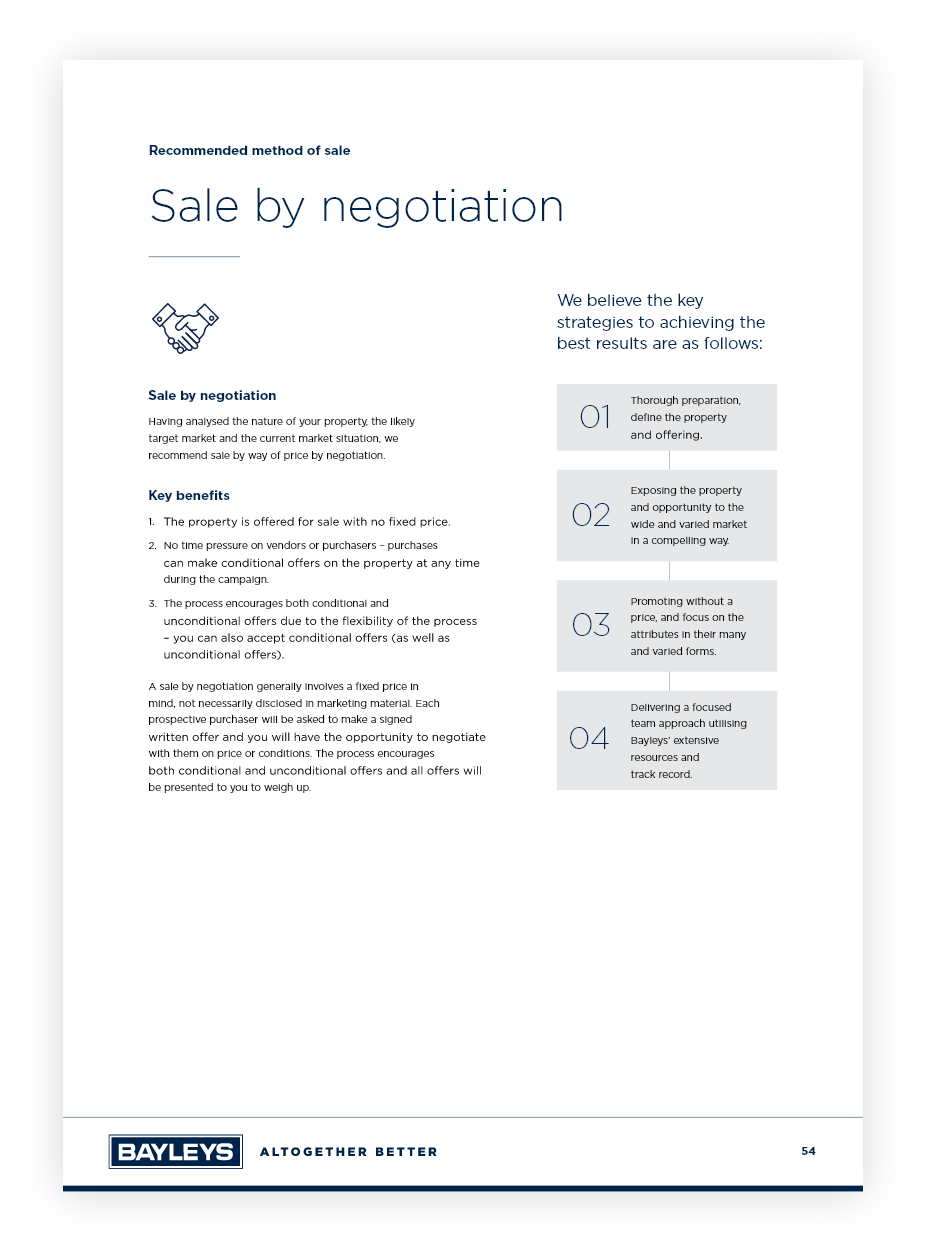 Recommended method of sale
Sale by negotiation
Sale by negotiation
Having analysed the nature of your property, the likely
target market and the current market situation, we
recommend sale by way of price by negotiation.
Key benefits
1. The property is offered for sale with no fixed price.
2. No time pressure on vendors or purchasers – purchases
can make conditional offers on the property at any time
during the campaign.
3. The process encourages both conditional and
unconditional offers due to the flexibility of the process
– you can also accept conditional offers (as well as
unconditional offers).
A sale by negotiation generally involves a fixed price in
mind, not necessarily disclosed in marketing material. Each
prospective purchaser will be asked to make a signed
written offer and you will have the opportunity to negotiate
with them on price or conditions. The process encourages
both conditional and unconditional offers and all offers will
be presented to you to weigh up.
We believe the key
strategies to achieving the
best results are as follows:
01
Thorough preparation,
define the property
and offering.
02
Exposing the property
and opportunity to the
wide and varied market
in a compelling way.
03
Promoting without a
price, and focus on the
attributes in their many
and varied forms.
04
Delivering a focused
team approach utilising
Bayleys' extensive
resources and
track record.
BAYLEYS
ALTOGETHER BETTER
54